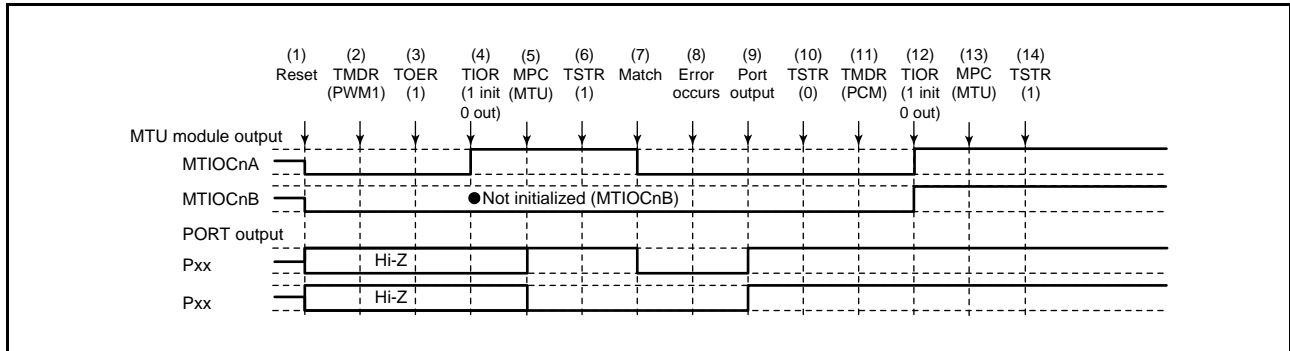 (1) (2) (3) (4) (5) (6) (7) (8) (9) (10) (11) (12) (13) (14)
Reset TMDR TOER TIOR MPC TSTR Match Error Port TSTR TMDR TIOR MPC TSTR
(PWM1) (1) (1 init (MTU) (1) occurs output (0) (PCM) (1 init (MTU) (1)
0 out) 0 out)
MTU module output
MTIOCnA
MTIOCnB ●Not initialized (MTIOCnB)
PORT output
Pxx Hi-Z
Pxx Hi-Z